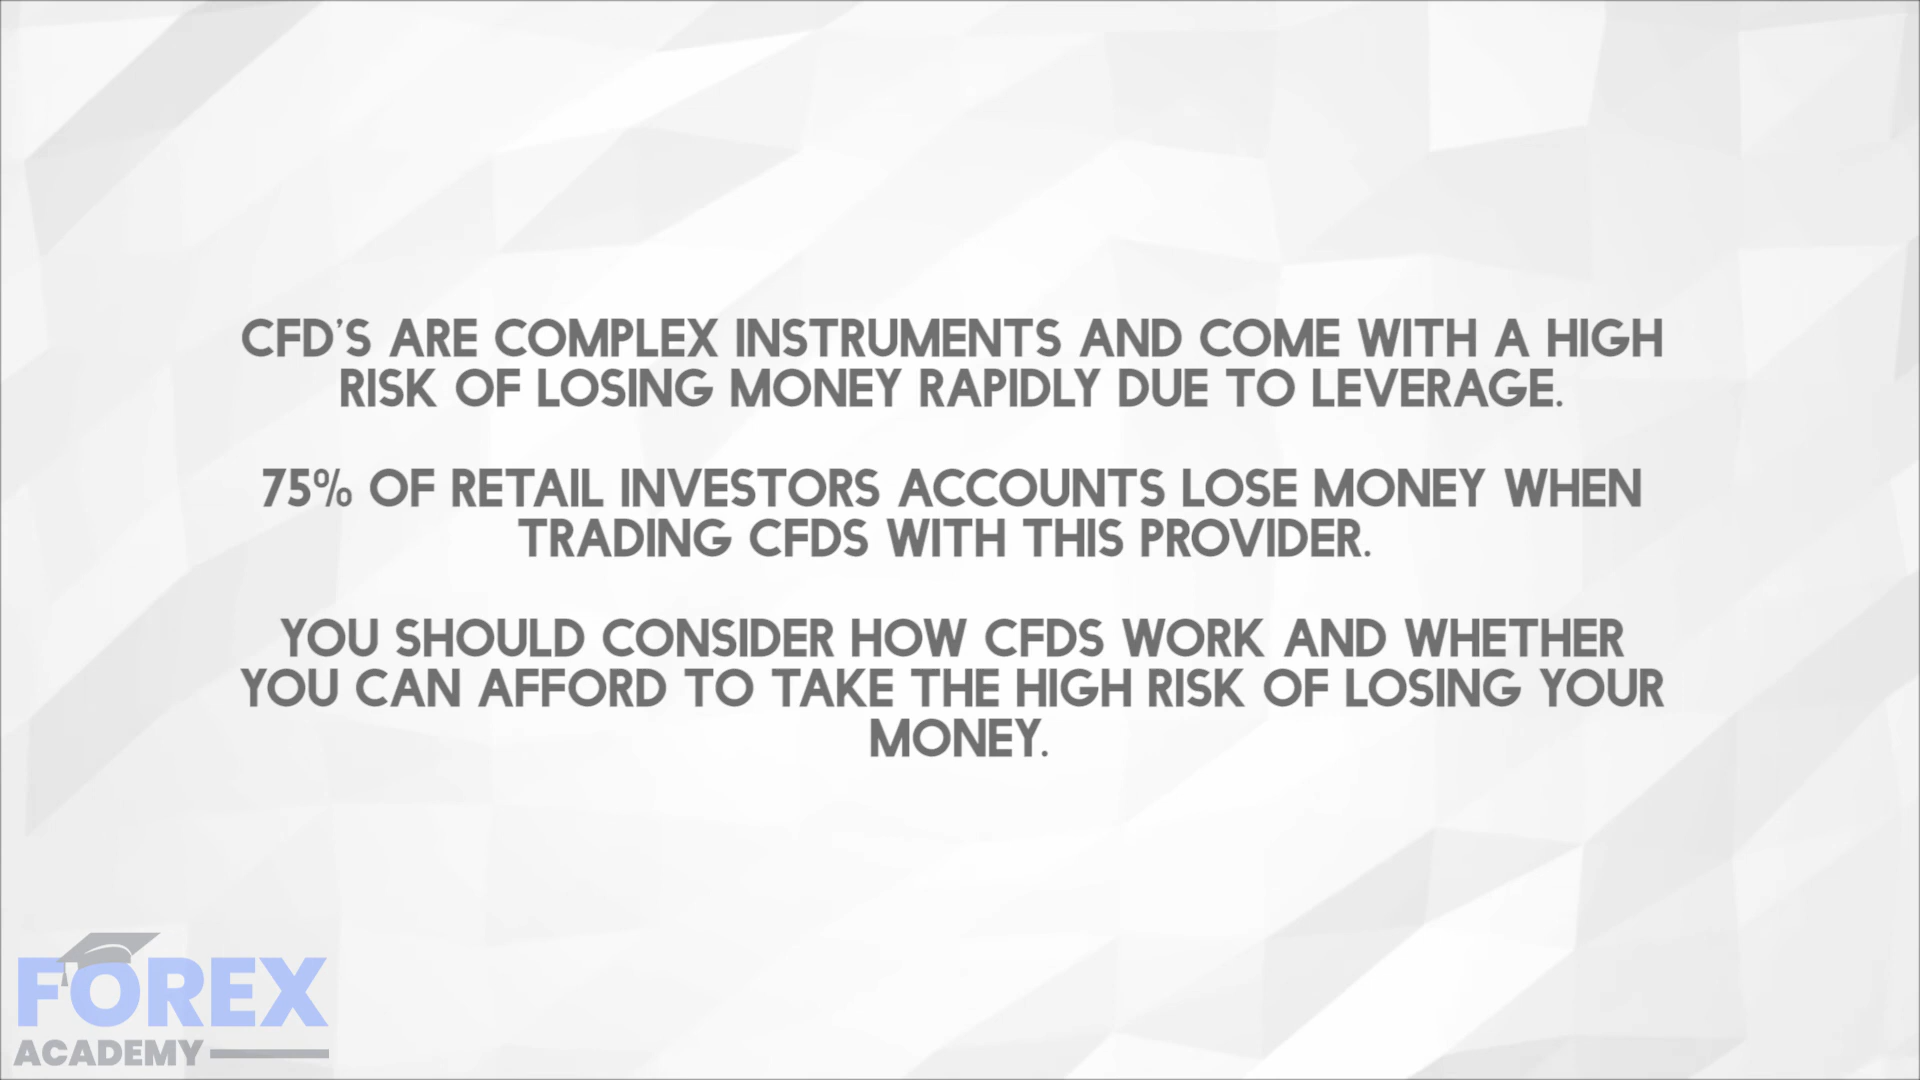 CFD'S ARE COMPLEX INSTRUMENTS AND COME WITH A HIGH
RISK OF LOSING MONEY RAPIDLY DUE TO LEVERAGE.
75% OF RETAIL INVESTORS ACCOUNTS LOSE MONEY WHEN
TRADING CFDS WITH THIS PROVIDER.
YOU SHOULD CONSIDER HOW CFDS WORK AND WHETHER
YOU CAN AFFORD TO TAKE THE HIGH RISK OF LOSING YOUR
MONEY.
FOREX
ACADEMY